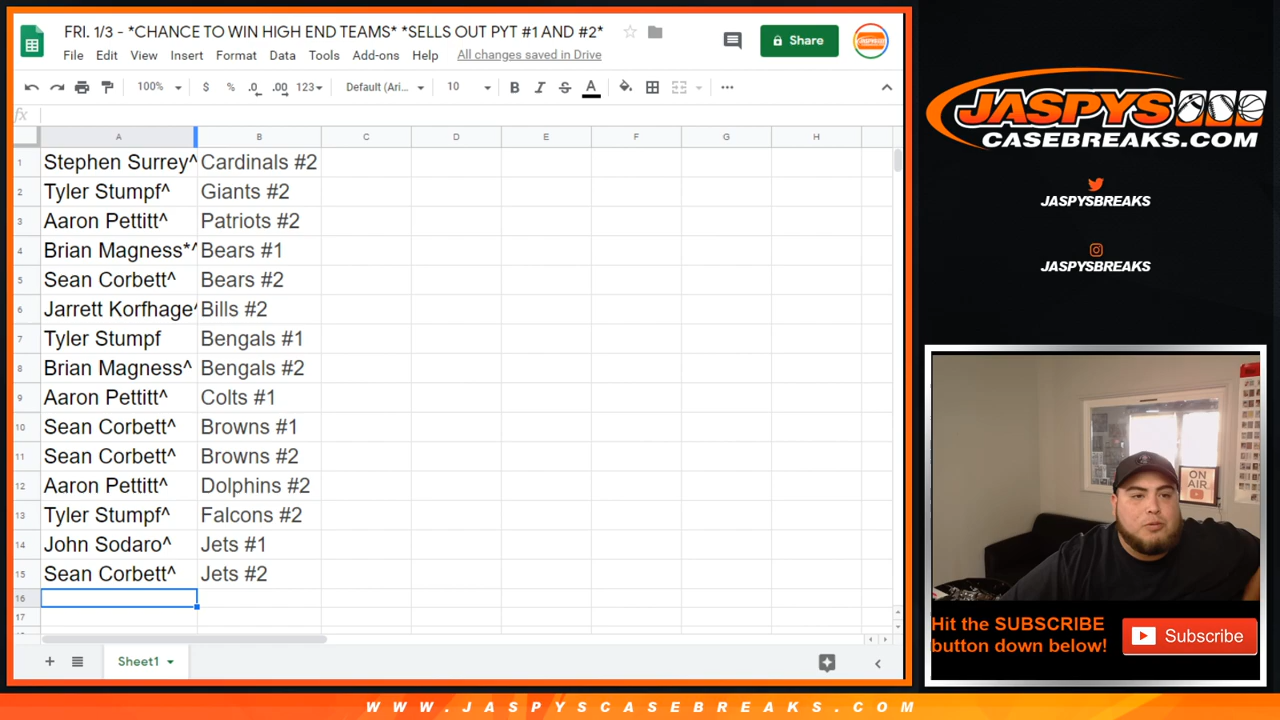 FRI. 1/3 - *CHANCE TO WIN HIGH END TEAMS* *SELLS OUT PYT #1 AND #2*
File Edit View Insert Format Data Tools Add-ons Help All changes saved in Drive
Share
100% $ % .0 .00 123 Default (Ari... 10 B I S A
fx
A B C D E F G H
1 Stephen Surrey^ Cardinals #2
2 Tyler Stumpf^ Giants #2
3 Aaron Pettitt^ Patriots #2
4 Brian Magness*^ Bears #1
5 Sean Corbett^ Bears #2
6 Jarrett Korfhage^ Bills #2
7 Tyler Stumpf Bengals #1
8 Brian Magness^ Bengals #2
9 Aaron Pettitt^ Colts #1
10 Sean Corbett^ Browns #1
11 Sean Corbett^ Browns #2
12 Aaron Pettitt^ Dolphins #2
13 Tyler Stumpf^ Falcons #2
14 John Sodaro^ Jets #1
15 Sean Corbett^ Jets #2
16
17
Sheet1
JASPYS
CASEBREAKS.COM
JASPYSBREAKS
JASPYSBREAKS
ON
AIR
Hit the SUBSCRIBE
button down below!
Subscribe
WWW.JASPYSCASEBREAKS.COM